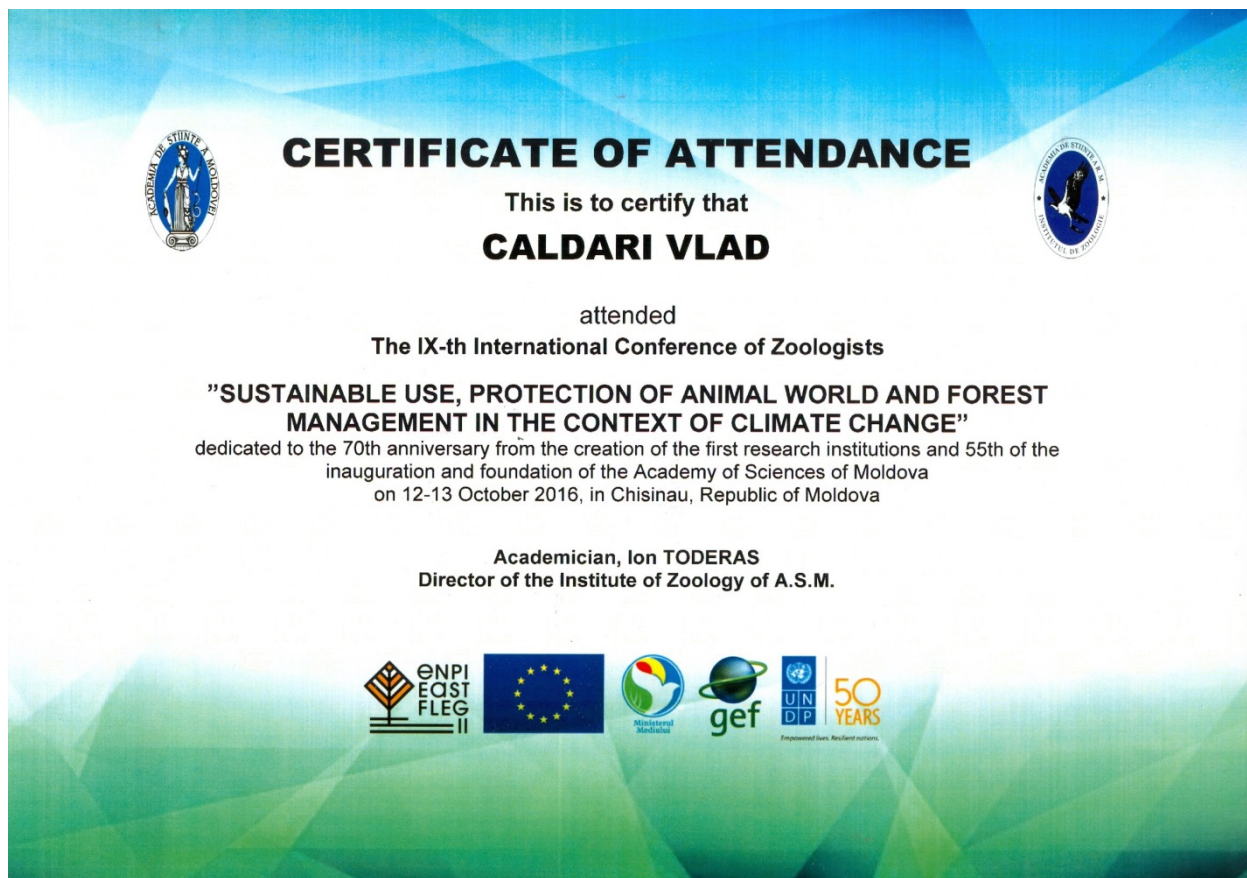 ACADEMIA DE ȘTIINȚE A MOLDOVEI
CERTIFICATE OF ATTENDANCE
ACADEMIA DE ȘTIINȚE A R.M.
INSTITUTUL DE ZOOLOGIE
This is to certify that
CALDARI VLAD
attended
The IX-th International Conference of Zoologists
”SUSTAINABLE USE, PROTECTION OF ANIMAL WORLD AND FOREST
MANAGEMENT IN THE CONTEXT OF CLIMATE CHANGE”
dedicated to the 70th anniversary from the creation of the first research institutions and 55th of the
inauguration and foundation of the Academy of Sciences of Moldova
on 12-13 October 2016, in Chisinau, Republic of Moldova
Academician, Ion TODERAS
Director of the Institute of Zoology of A.S.M.
ENPI
EAST
FLEG
II
Ministerul
Mediului
gef
UN
DP
50
YEARS
Empowered lives. Resilient nations.